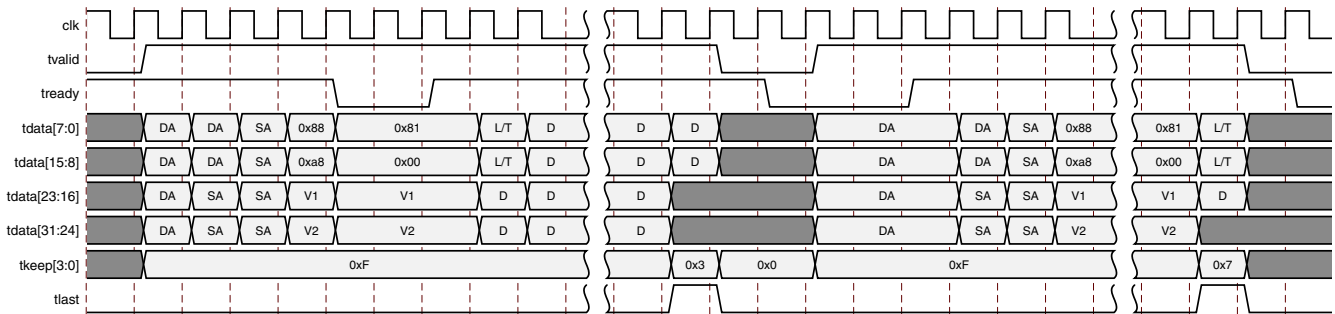 clk
tvalid
tready
tdata[7:0] DA DA SA 0x88 0x81 L/T D D D DA DA SA 0x88 0x81 L/T
tdata[15:8] DA DA SA 0xa8 0x00 L/T D D D DA DA SA 0xa8 0x00 L/T
tdata[23:16] DA SA SA V1 V1 D D D DA SA SA V1 V1 D
tdata[31:24] DA SA SA V2 V2 D D D DA SA SA V2 V2
tkeep[3:0] 0xF 0x3 0x0 0xF 0x7
tlast